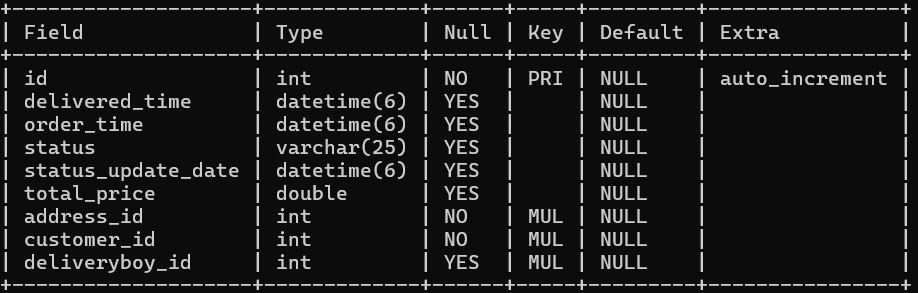 +--------------------+-------------+------+-----+---------+----------------+
| Field              | Type        | Null | Key | Default | Extra          |
+--------------------+-------------+------+-----+---------+----------------+
| id                 | int         | NO   | PRI | NULL    | auto_increment |
| delivered_time     | datetime(6) | YES  |     | NULL    |                |
| order_time         | datetime(6) | YES  |     | NULL    |                |
| status             | varchar(25) | YES  |     | NULL    |                |
| status_update_date | datetime(6) | YES  |     | NULL    |                |
| total_price        | double      | YES  |     | NULL    |                |
| address_id         | int         | NO   | MUL | NULL    |                |
| customer_id        | int         | NO   | MUL | NULL    |                |
| deliveryboy_id     | int         | YES  | MUL | NULL    |                |
+--------------------+-------------+------+-----+---------+----------------+